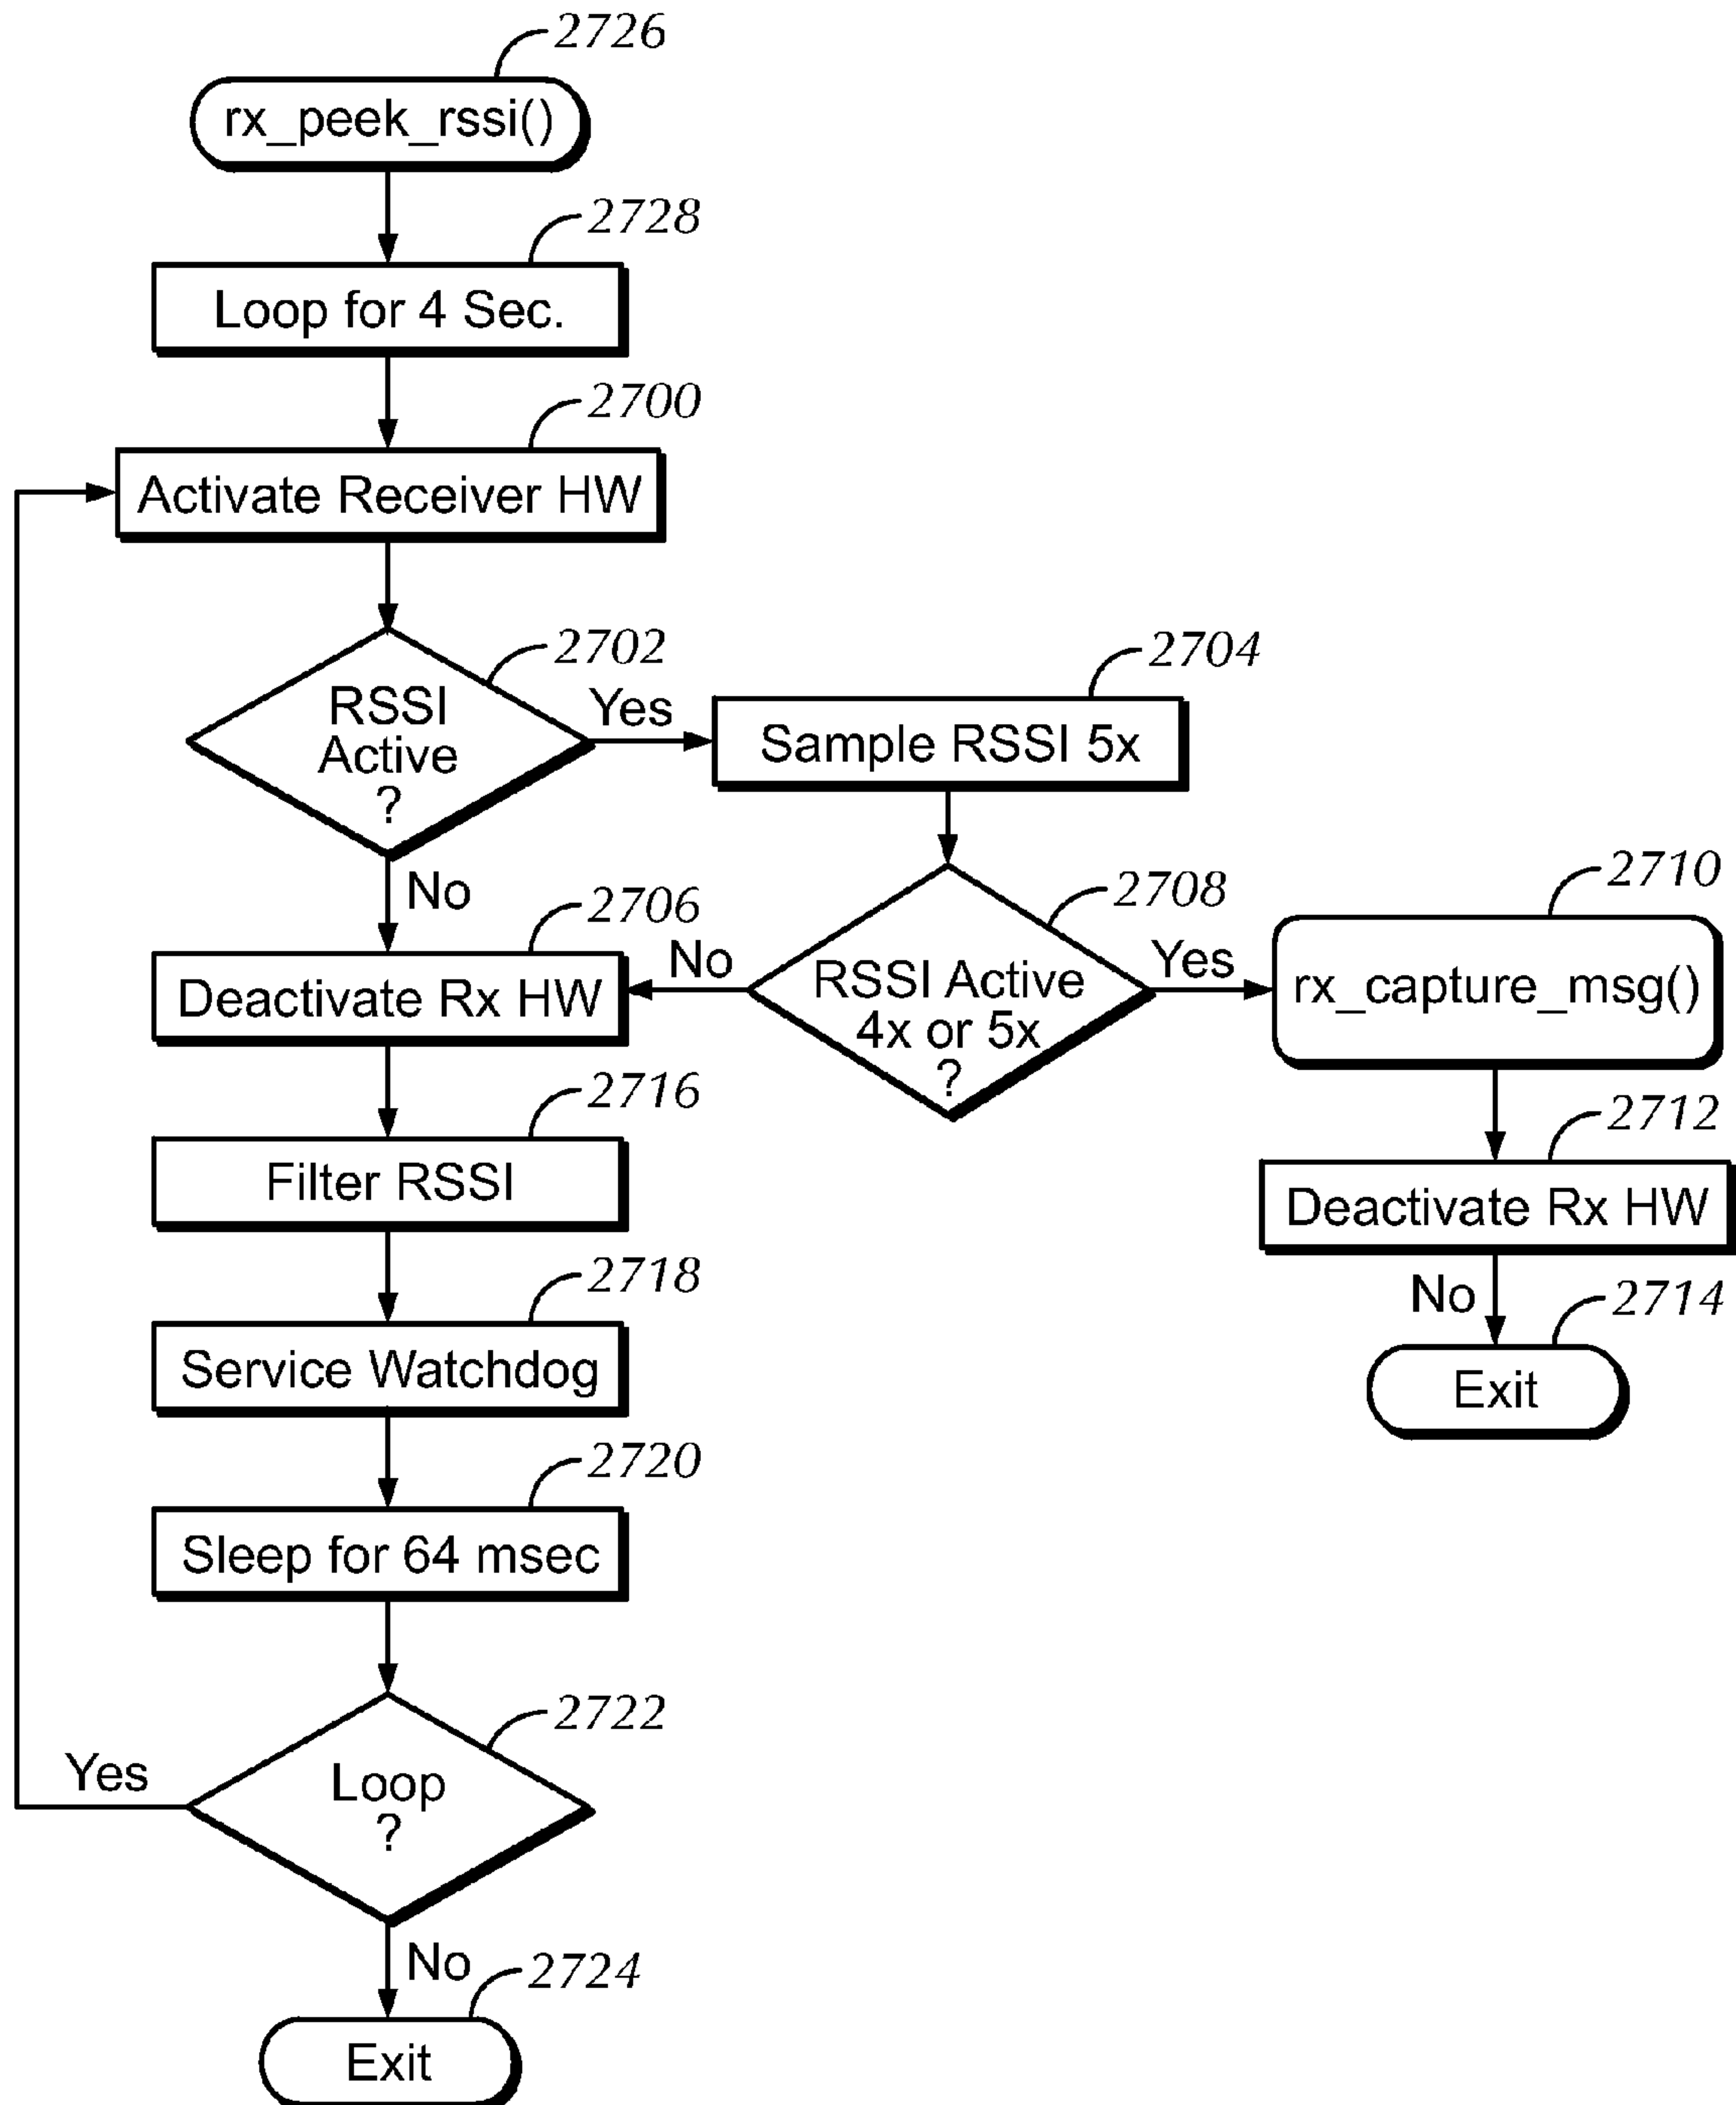 2726
rx_peek_rssi()
2728
Loop for 4 Sec.
2700
Activate Receiver HW
2702
RSSI
Active
?
Yes
No
2704
Sample RSSI 5x
2706
Deactivate Rx HW
2708
RSSI Active
4x or 5x
?
No
Yes
2710
rx_capture_msg()
2712
Deactivate Rx HW
No
2714
Exit
2716
Filter RSSI
2718
Service Watchdog
2720
Sleep for 64 msec
2722
Loop
?
Yes
No
2724
Exit